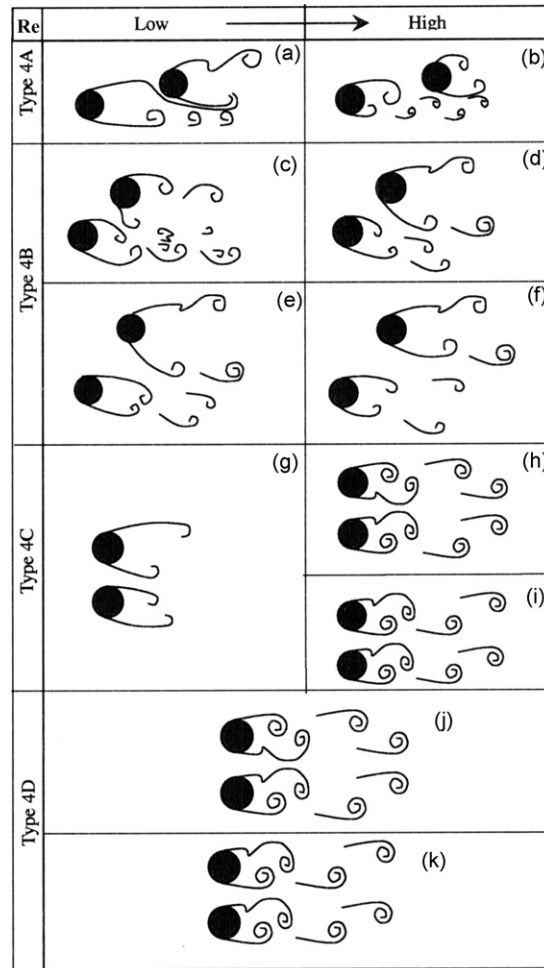 Re Low High
Type 4A (a) (b)
Type 4B (c) (d)
(e) (f)
Type 4C (g) (h)
(i)
Type 4D (j)
(k)